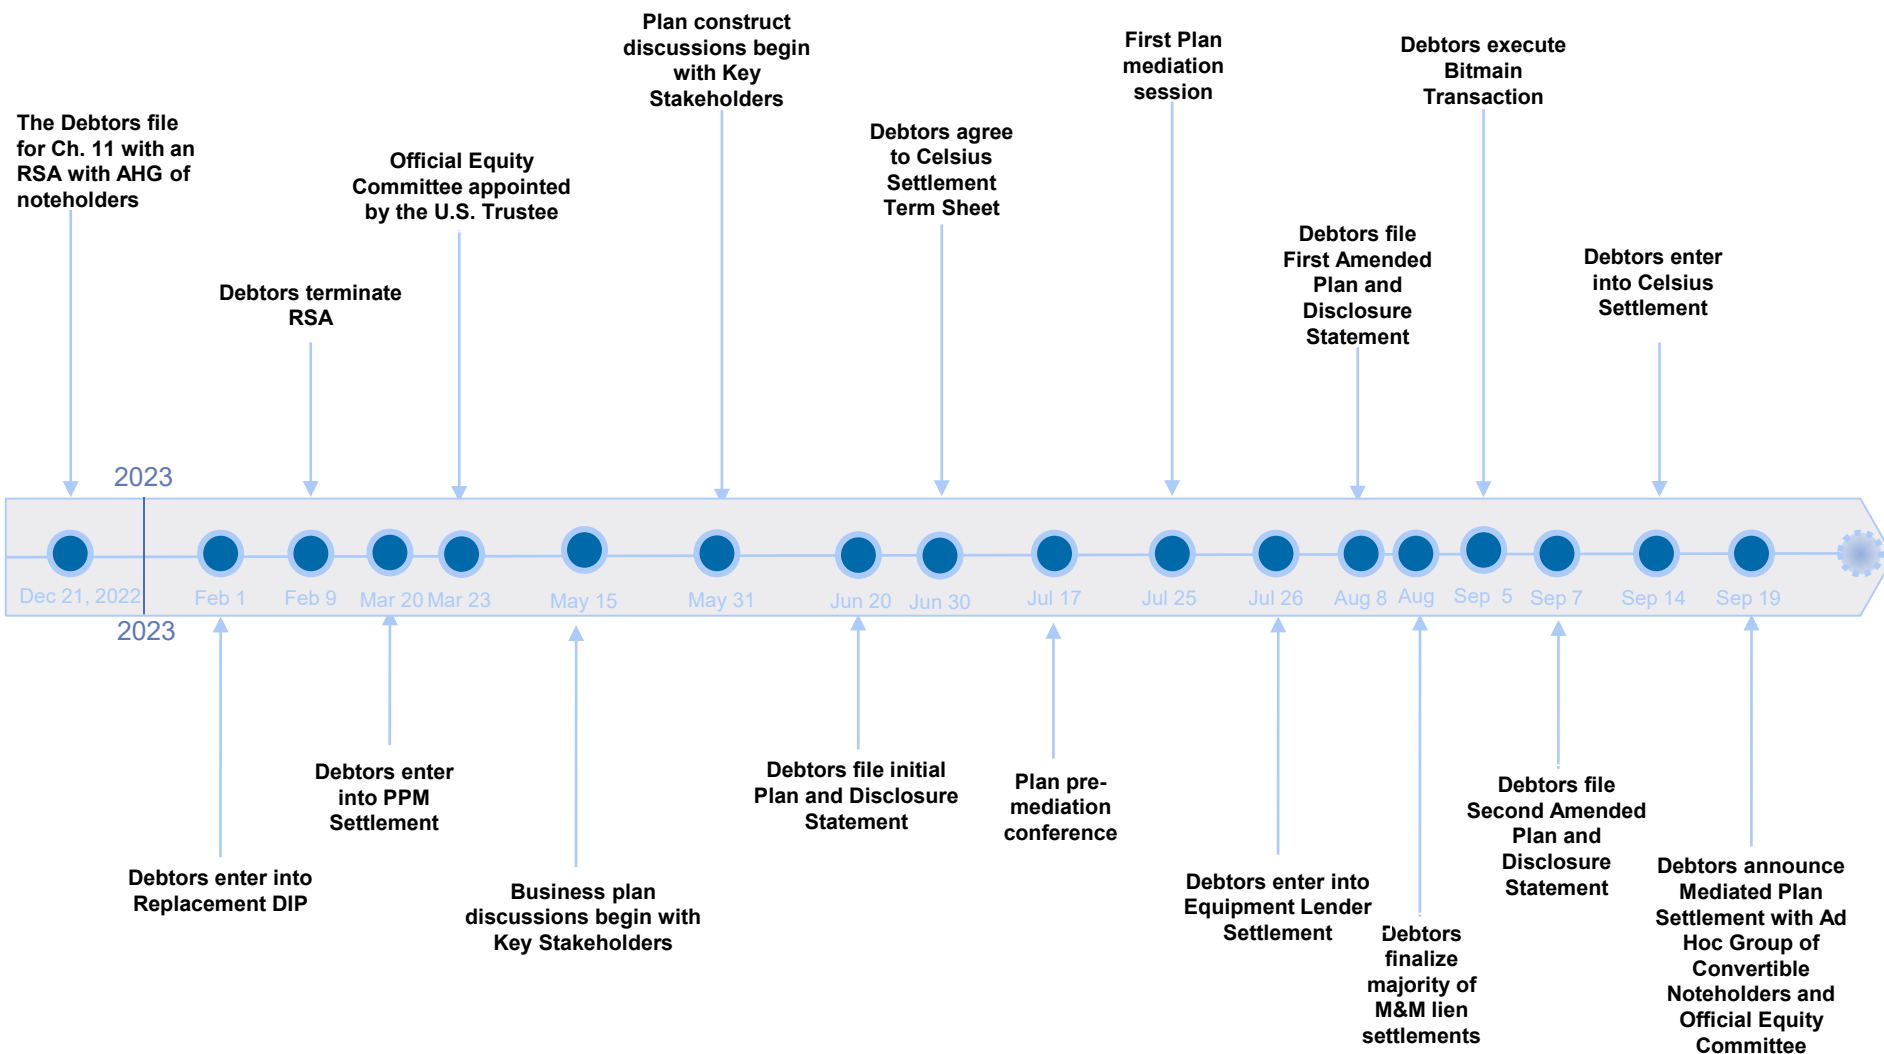 Plan construct
discussions begin
with Key
Stakeholders
First Plan
mediation
session
Debtors execute
Bitmain
Transaction
The Debtors file
for Ch. 11 with an
RSA with AHG of
noteholders
Official Equity
Committee appointed
by the U.S. Trustee
Debtors agree
to Celsius
Settlement
Term Sheet
Debtors terminate
RSA
Debtors file
First Amended
Plan and
Disclosure
Statement
Debtors enter
into Celsius
Settlement
2023
Dec 21, 2022
Feb 1
Feb 9
Mar 20
Mar 23
May 15
May 31
Jun 20
Jun 30
Jul 17
Jul 25
Jul 26
Aug 8
Aug
Sep 5
Sep 7
Sep 14
Sep 19
2023
Debtors enter into
Replacement DIP
Debtors enter
into PPM
Settlement
Business plan
discussions begin with
Key Stakeholders
Debtors file initial
Plan and Disclosure
Statement
Plan pre-
mediation
conference
Debtors enter into
Equipment Lender
Settlement
Debtors
finalize
majority of
M&M lien
settlements
Debtors file
Second Amended
Plan and
Disclosure
Statement
Debtors announce
Mediated Plan
Settlement with Ad
Hoc Group of
Convertible
Noteholders and
Official Equity
Committee